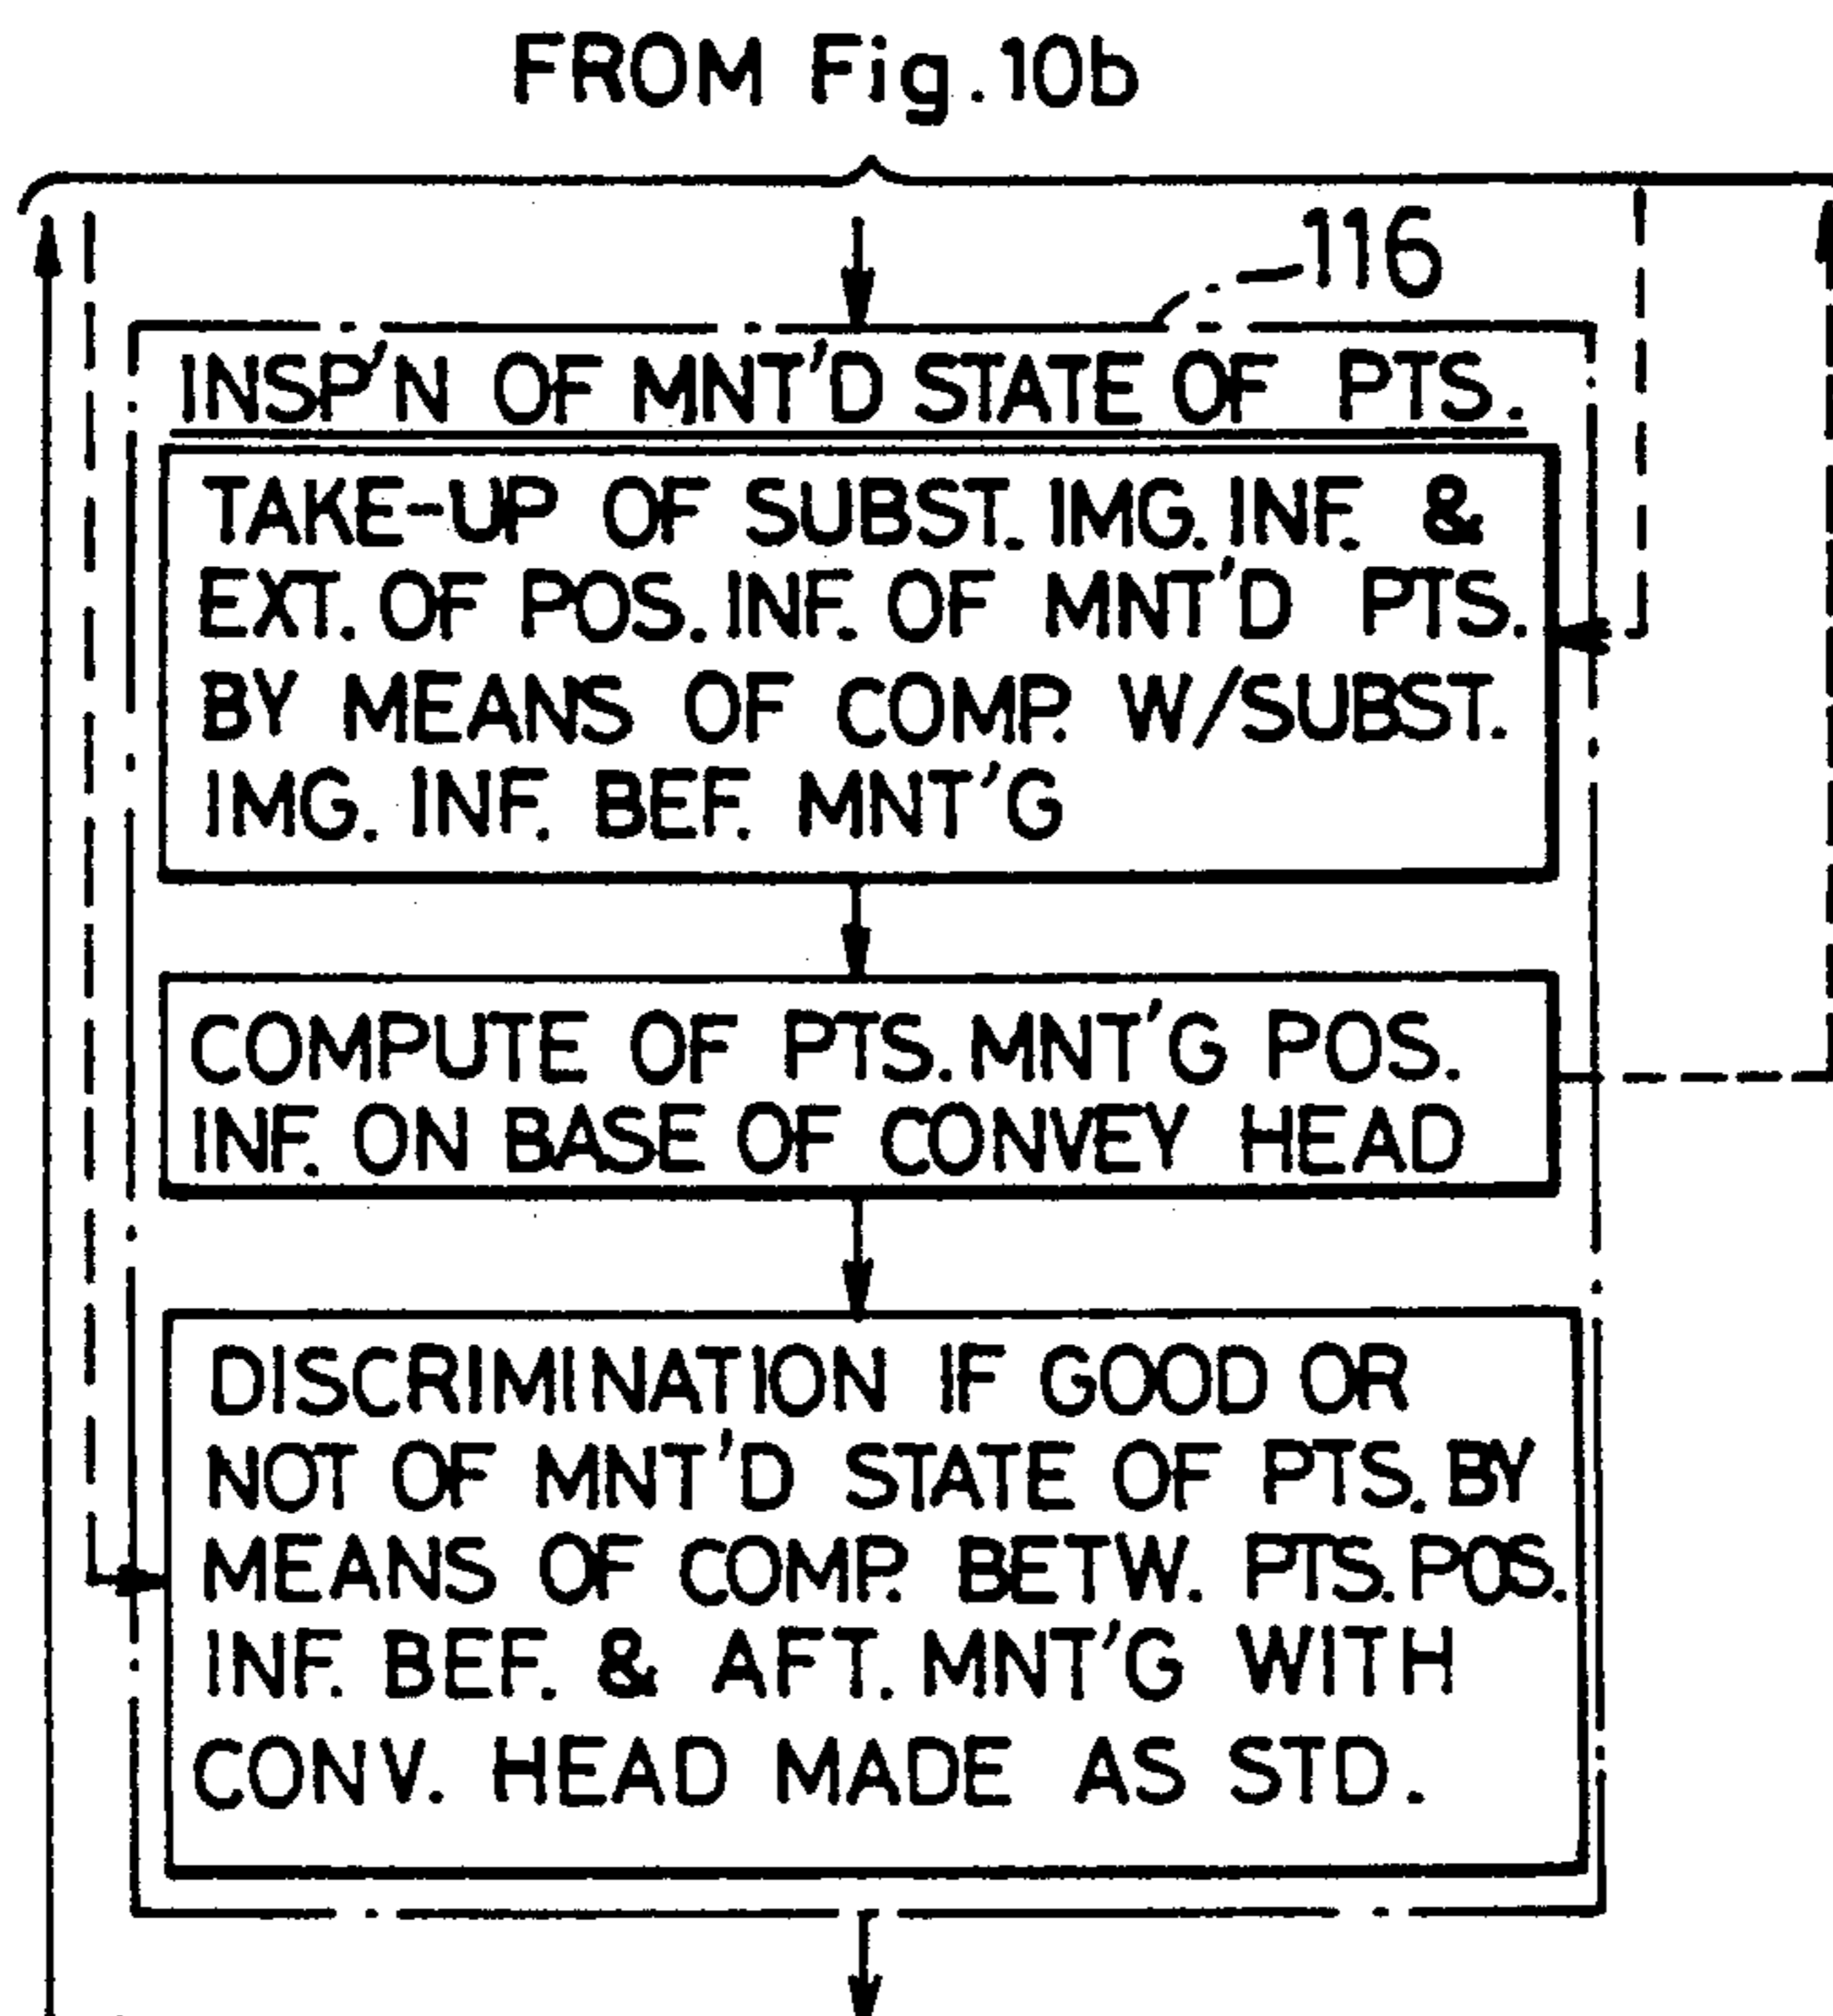 FROM Fig.10b
116
INSP'N OF MNT'D STATE OF PTS.
TAKE-UP OF SUBST. IMG. INF. &
EXT. OF POS. INF. OF MNT'D PTS.
BY MEANS OF COMP. W/SUBST.
IMG. INF. BEF. MNT'G
COMPUTE OF PTS. MNT'G POS.
INF. ON BASE OF CONVEY HEAD
DISCRIMINATION IF GOOD OR
NOT OF MNT'D STATE OF PTS. BY
MEANS OF COMP. BETW. PTS. POS.
INF. BEF. & AFT. MNT'G WITH
CONV. HEAD MADE AS STD.